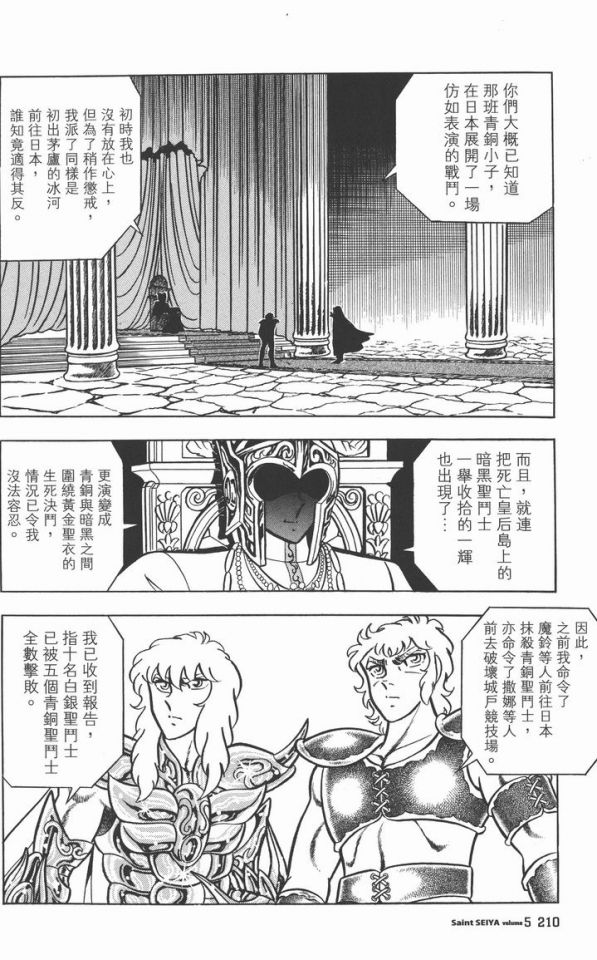 你們大概已知道
那班青銅小子，
在日本展開了一場
仿如表演的戰鬥。
初時我也
沒有放在心上，
但為了稍作懲戒，
我派了同樣是
初出茅廬的冰河
前往日本，
誰知竟適得其反。
而且，就連
把死亡皇后島上的
暗黑聖鬥士
一舉收拾的一輝
也出現了…
更演變成
青銅與暗黑之間
圍繞黃金聖衣的
生死決鬥，
情況已令我
沒法容忍。
因此，
之前我命令了
魔鈴等人前往日本
抹殺青銅聖鬥士，
亦命令了撒娜等人
前去破壞城戶競技場。
我已收到報告，
指十名白銀聖鬥士
已被五個青銅聖鬥士
全數擊敗。
Saint SEIYA volume 5 210